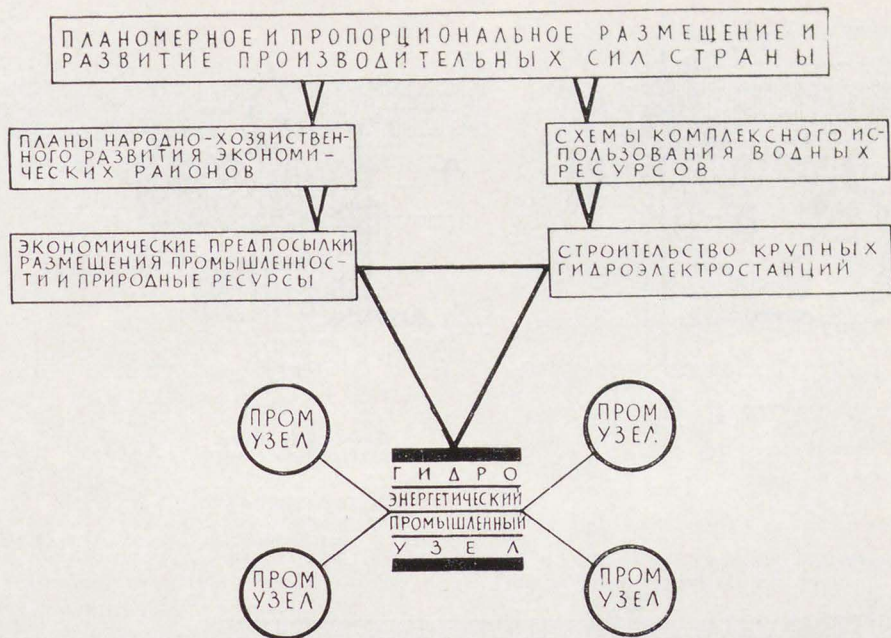 ПЛАНОМЕРНОЕ И ПРОПОРЦИОНАЛЬНОЕ РАЗМЕЩЕНИЕ И
РАЗВИТИЕ ПРОИЗВОДИТЕЛЬНЫХ СИЛ СТРАНЫ
ПЛАНЫ НАРОДНО-ХОЗЯИСТВЕН-
НОГО РАЗВИТИЯ ЭКОНОМИ-
ЧЕСКИХ РАИОНОВ
СХЕМЫ КОМПЛЕКСНОГО ИС-
ПОЛЬЗОВАНИЯ ВОДНЫХ
РЕСУРСОВ
ЭКОНОМИЧЕСКИЕ ПРЕДПОСЫЛКИ
РАЗМЕЩЕНИЯ ПРОМЫШЛЕННОС-
ТИ И ПРИРОДНЫЕ РЕСУРСЫ
СТРОИТЕЛЬСТВО КРУПНЫХ
ГИДРОЭЛЕКТРОСТАНЦИЙ
ПРОМ
УЗЕЛ
ПРОМ
УЗЕЛ.
ГИДРО
ЭНЕРГЕТИЧЕСКИЙ
ПРОМЫШЛЕННЫЙ
УЗЕЛ
ПРОМ
УЗЕЛ
ПРОМ
УЗЕЛ